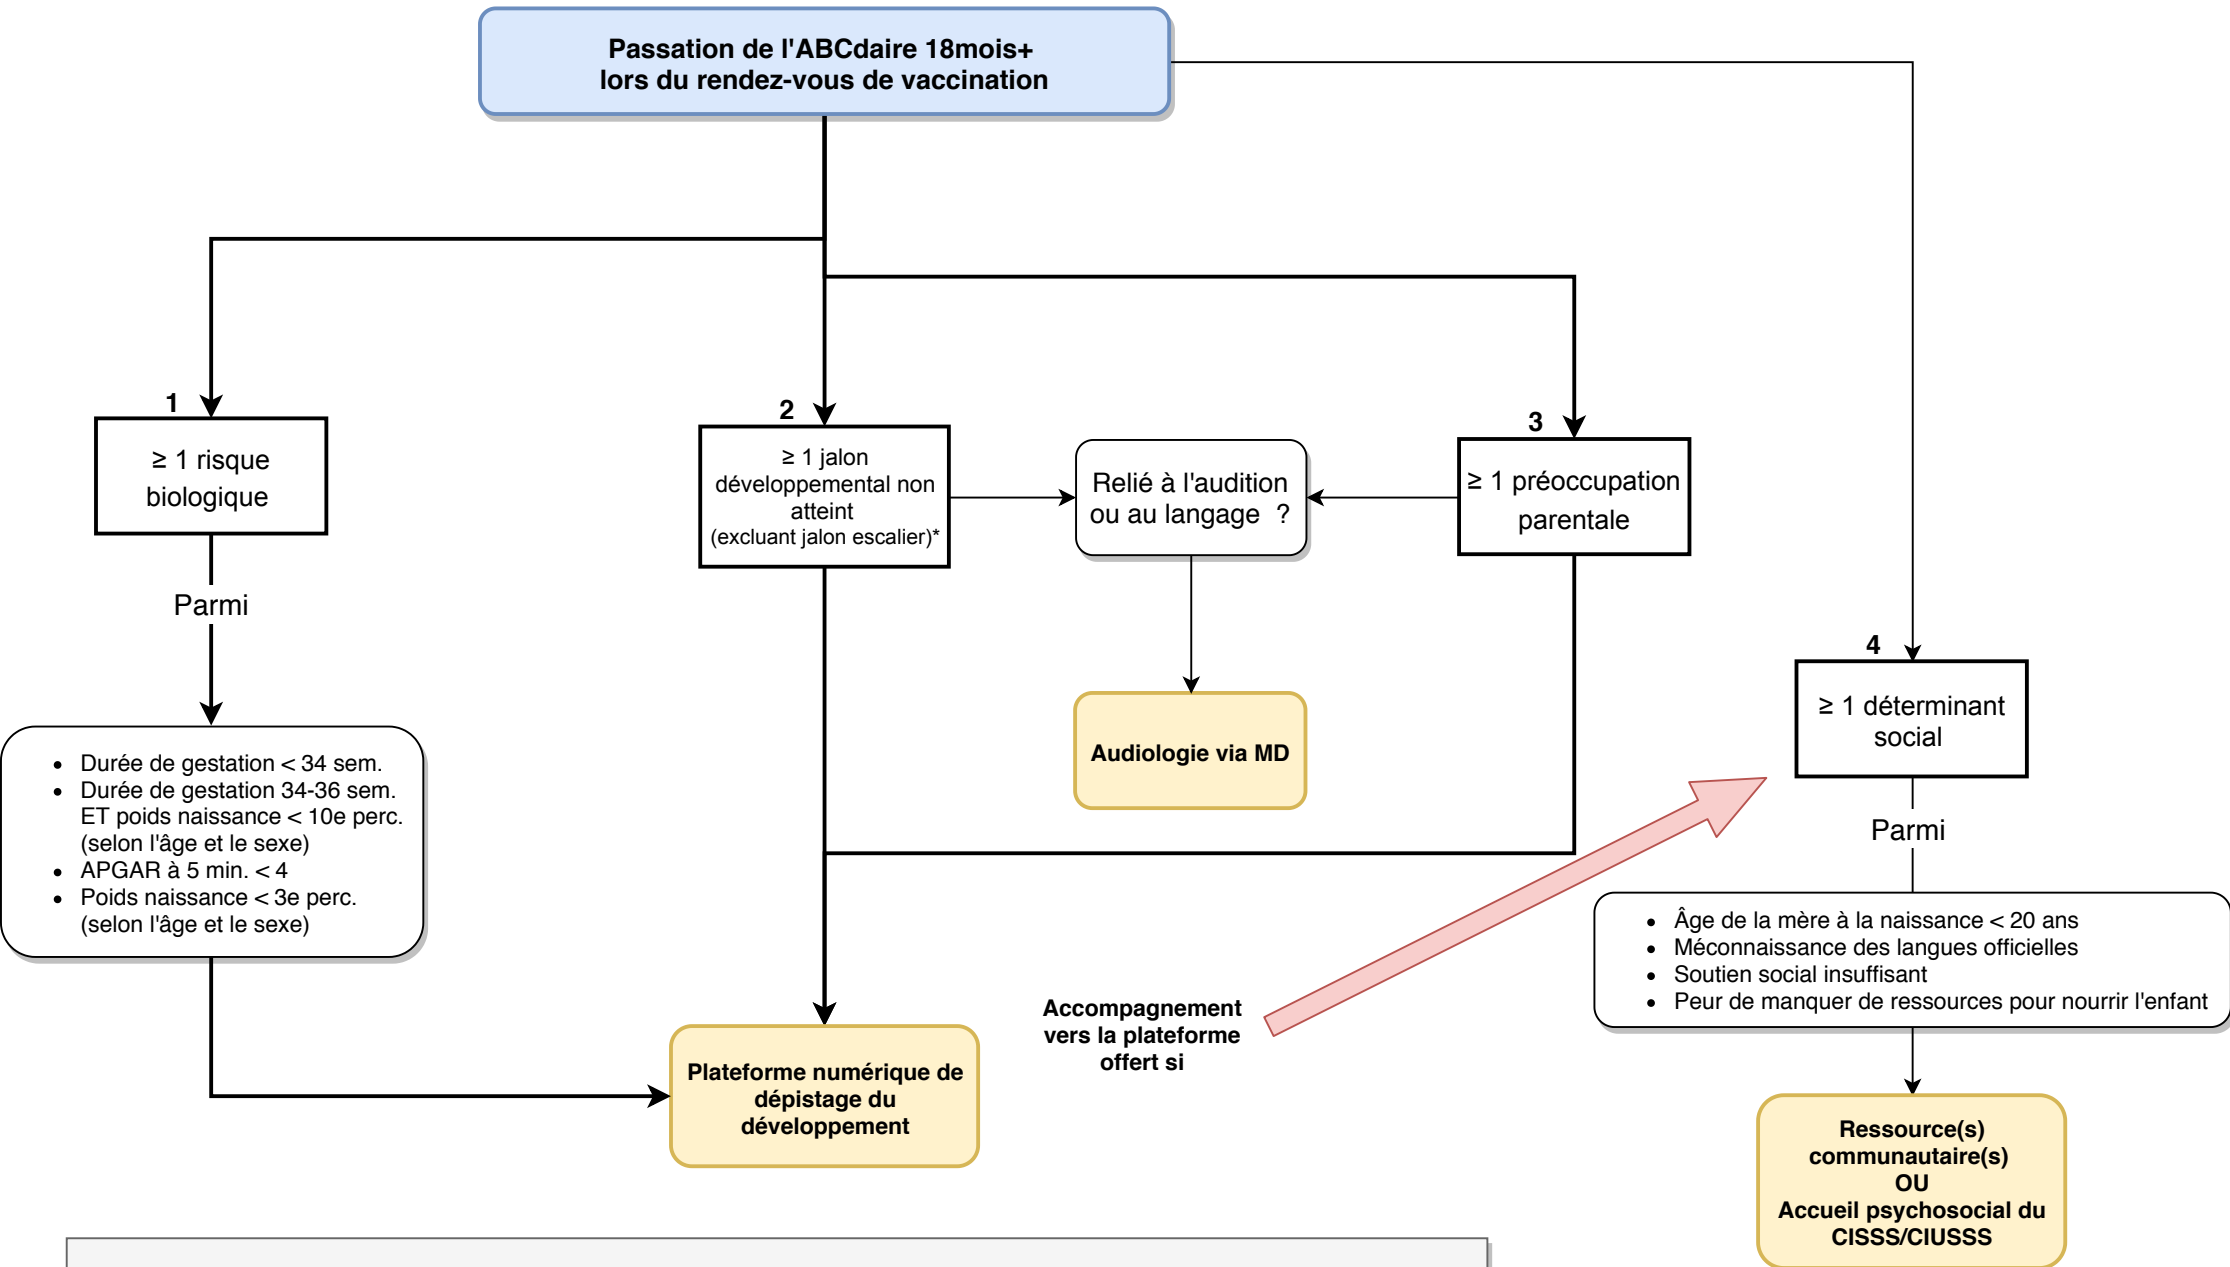 Passation de l'ABCdaire 18mois+
lors du rendez-vous de vaccination
1
≥ 1 risque
biologique
Parmi
• Durée de gestation < 34 sem.
• Durée de gestation 34-36 sem.
ET poids naissance < 10e perc.
(selon l'âge et le sexe)
• APGAR à 5 min. < 4
• Poids naissance < 3e perc.
(selon l'âge et le sexe)
2
≥ 1 jalon
développemental non
atteint
(excluant jalon escalier)*
Relié à l'audition
ou au langage ?
3
≥ 1 préoccupation
parentale
Audiologie via MD
4
≥ 1 déterminant
social
Parmi
• Âge de la mère à la naissance < 20 ans
• Méconnaissance des langues officielles
• Soutien social insuffisant
• Peur de manquer de ressources pour nourrir l'enfant
Accompagnement
vers la plateforme
offert si
Plateforme numérique de
dépistage du
développement
Ressource(s)
communautaire(s)
OU
Accueil psychosocial du
CISSS/CIUSSS